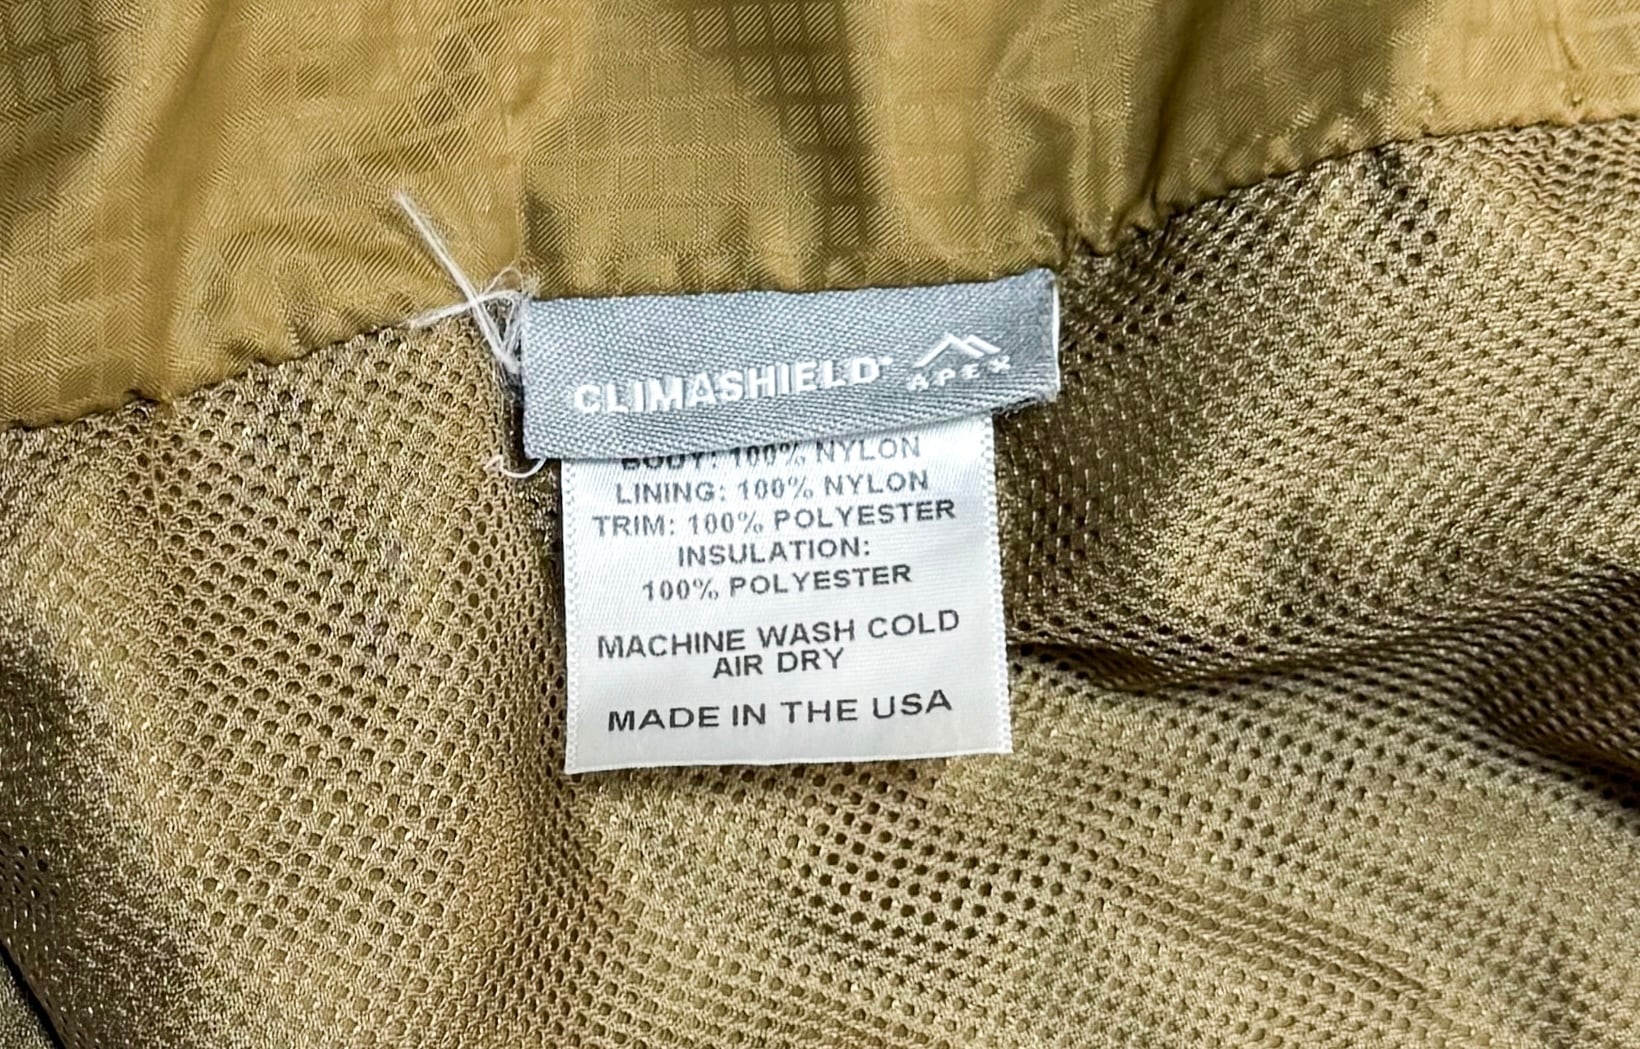 CLIMASHIELD
APEX
BODY: 100% NYLON
LINING: 100% NYLON
TRIM: 100% POLYESTER
INSULATION:
100% POLYESTER
MACHINE WASH COLD
AIR DRY
MADE IN THE USA